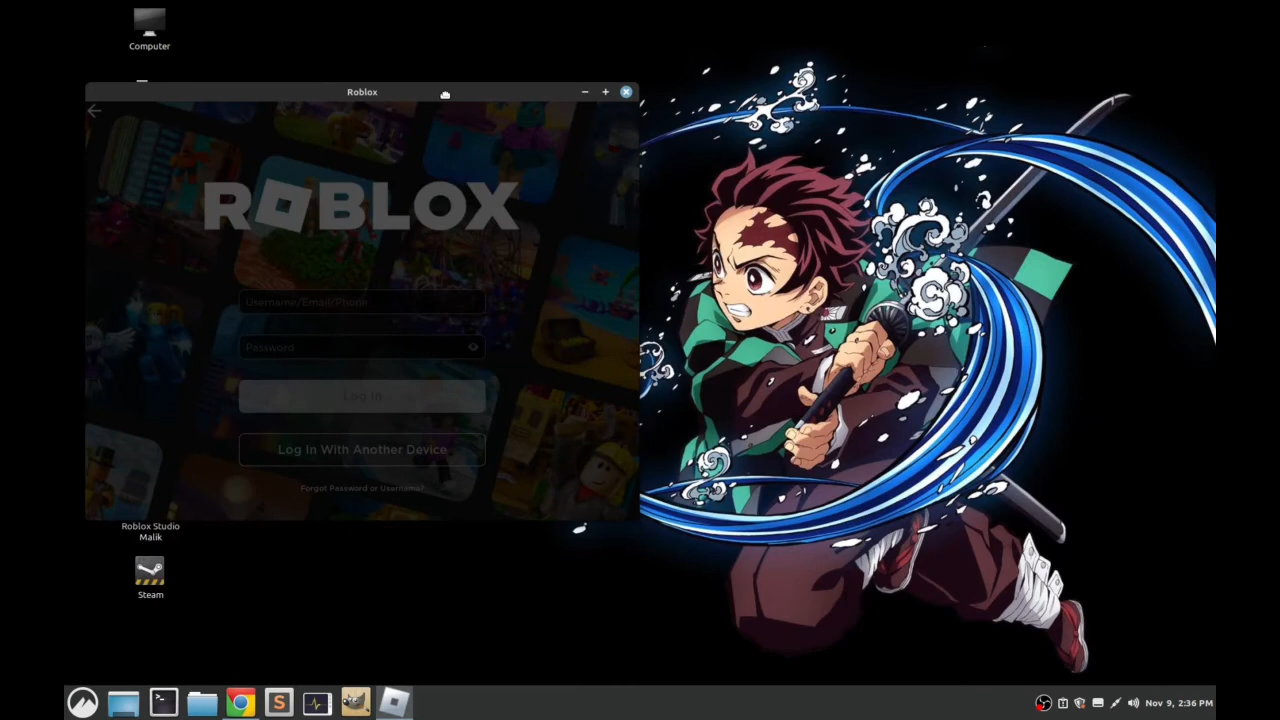 Computer
Roblox
ROBLOX
Username/Email/Phone
Password
Log In
Log In With Another Device
Forgot Password or Username?
Roblox Studio
Malik
Steam
S
Nov 9, 2:36 PM